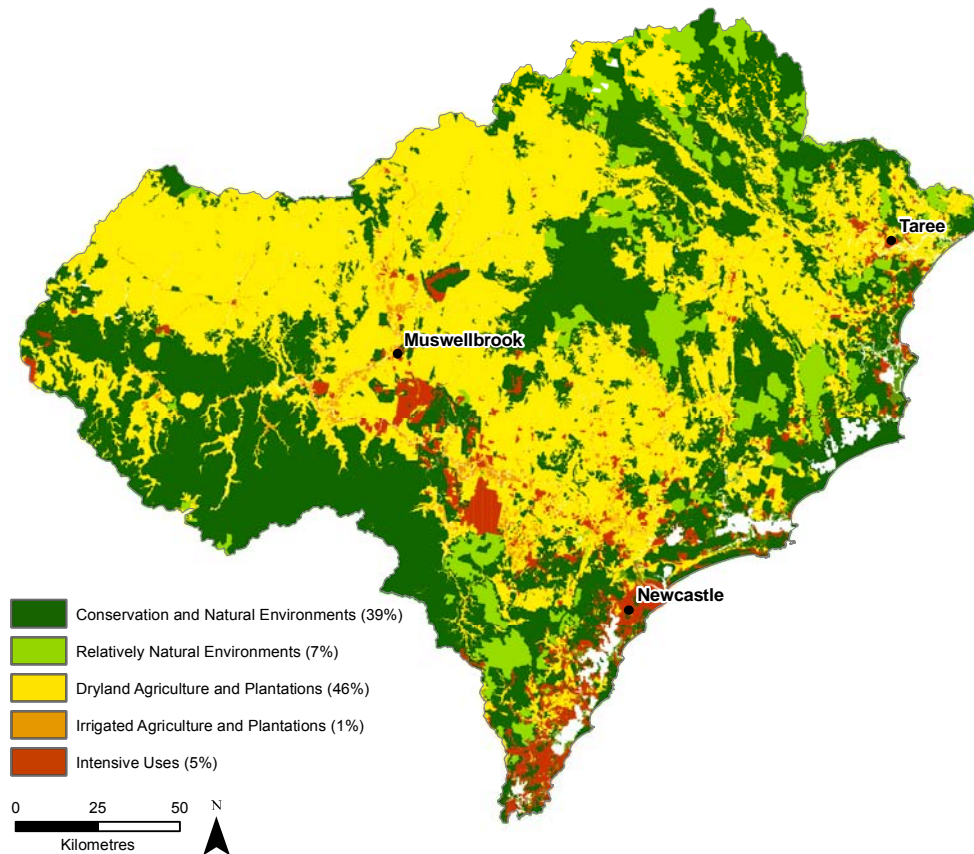 Taree
Muswellbrook
Newcastle
Conservation and Natural Environments (39%)
Relatively Natural Environments (7%)
Dryland Agriculture and Plantations (46%)
Irrigated Agriculture and Plantations (1%)
Intensive Uses (5%)
0 25 50
Kilometres
N